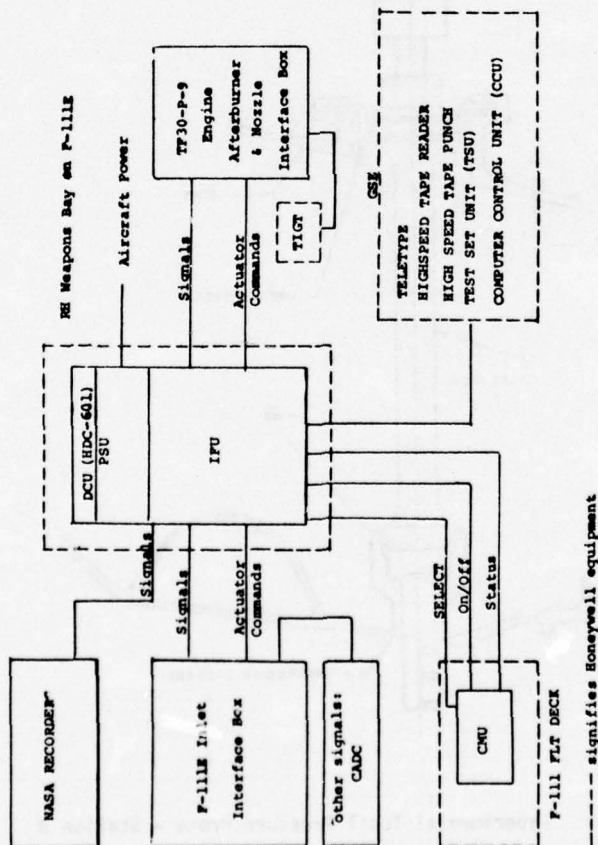 RH Weapons Bay on F-111E
Aircraft Power
NASA RECORDER
DCU (HDC-601)
PSU
IFU
Signals
Signals
Actuator
Commands
F-111E Inlet
Interface Box
Other signals:
CADC
Signals
Actuator
Commands
TF30-P-9
Engine
Afterburner
& Nozzle
Interface Box
TIGT
SELECT
On/Off
Status
CMU
F-111 FLT DECK
GSE
TELETYPE
HIGHSPEED TAPE READER
HIGH SPEED TAPE PUNCH
TEST SET UNIT (TSU)
COMPUTER CONTROL UNIT (CCU)
---- signifies Honeywell equipment